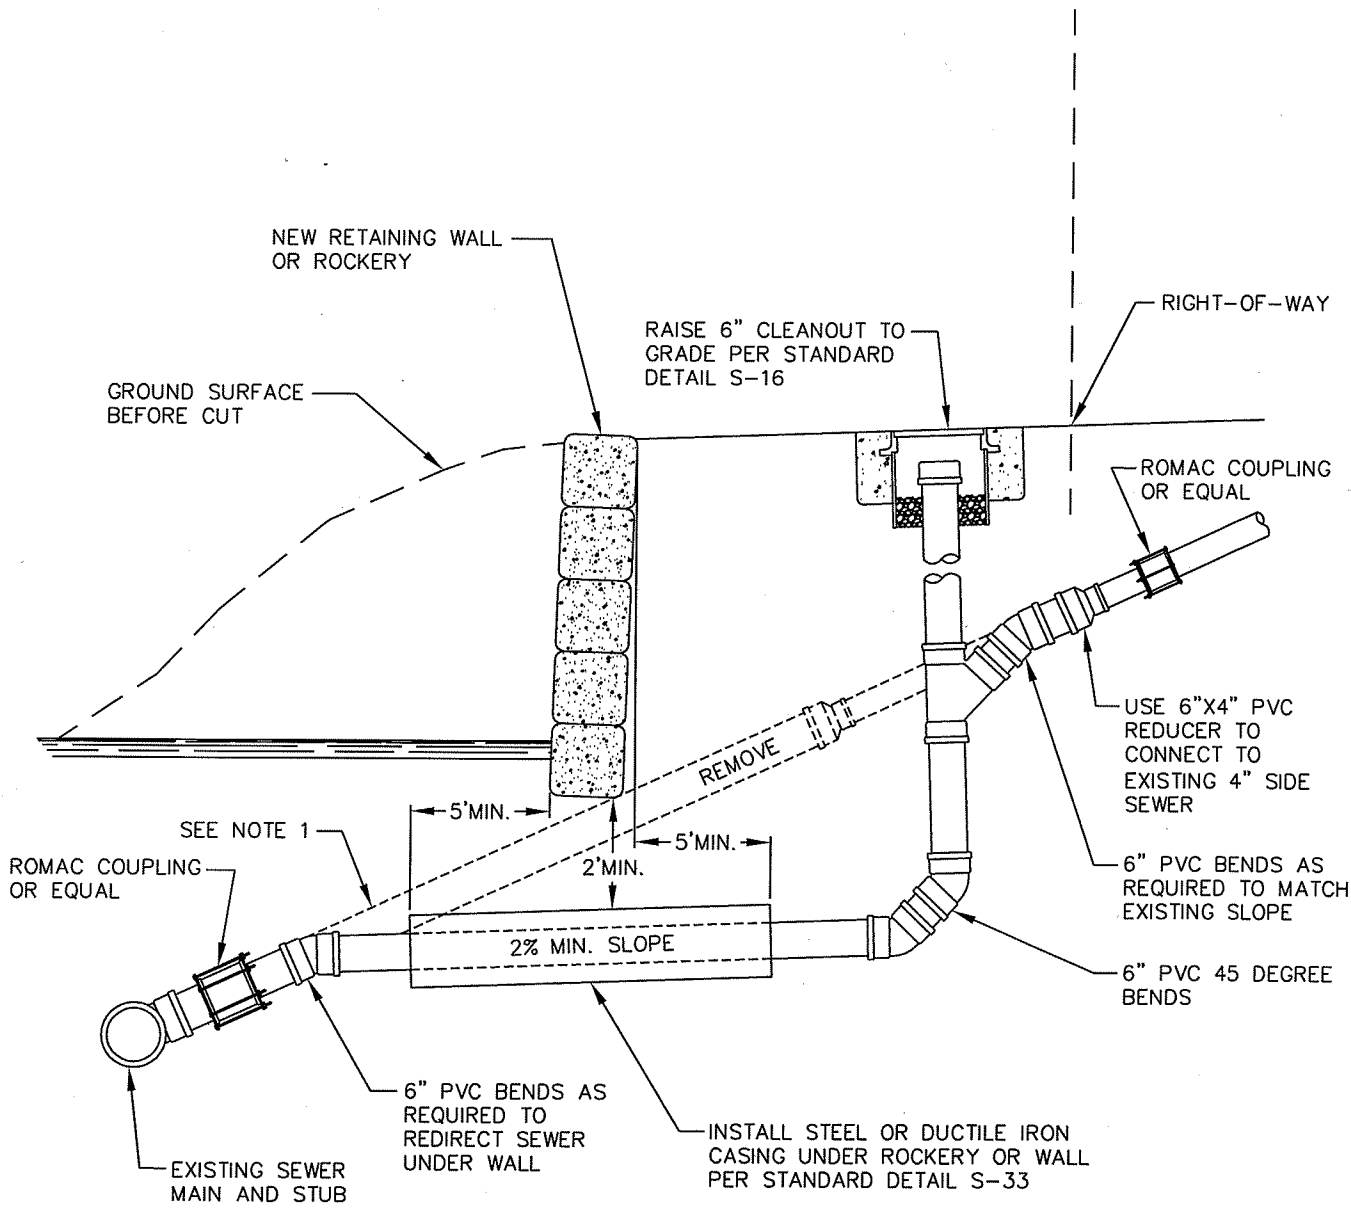 NEW RETAINING WALL
OR ROCKERY
RIGHT-OF-WAY
RAISE 6" CLEANOUT TO
GRADE PER STANDARD
DETAIL S-16
GROUND SURFACE
BEFORE CUT
ROMAC COUPLING
OR EQUAL
USE 6"X4" PVC
REDUCER TO
CONNECT TO
EXISTING 4" SIDE
SEWER
REMOVE
5'MIN.
SEE NOTE 1
5'MIN.
2'MIN.
ROMAC COUPLING
OR EQUAL
6" PVC BENDS AS
REQUIRED TO MATCH
EXISTING SLOPE
2% MIN. SLOPE
6" PVC 45 DEGREE
BENDS
6" PVC BENDS AS
REQUIRED TO
REDIRECT SEWER
UNDER WALL
INSTALL STEEL OR DUCTILE IRON
CASING UNDER ROCKERY OR WALL
PER STANDARD DETAIL S-33
EXISTING SEWER
MAIN AND STUB